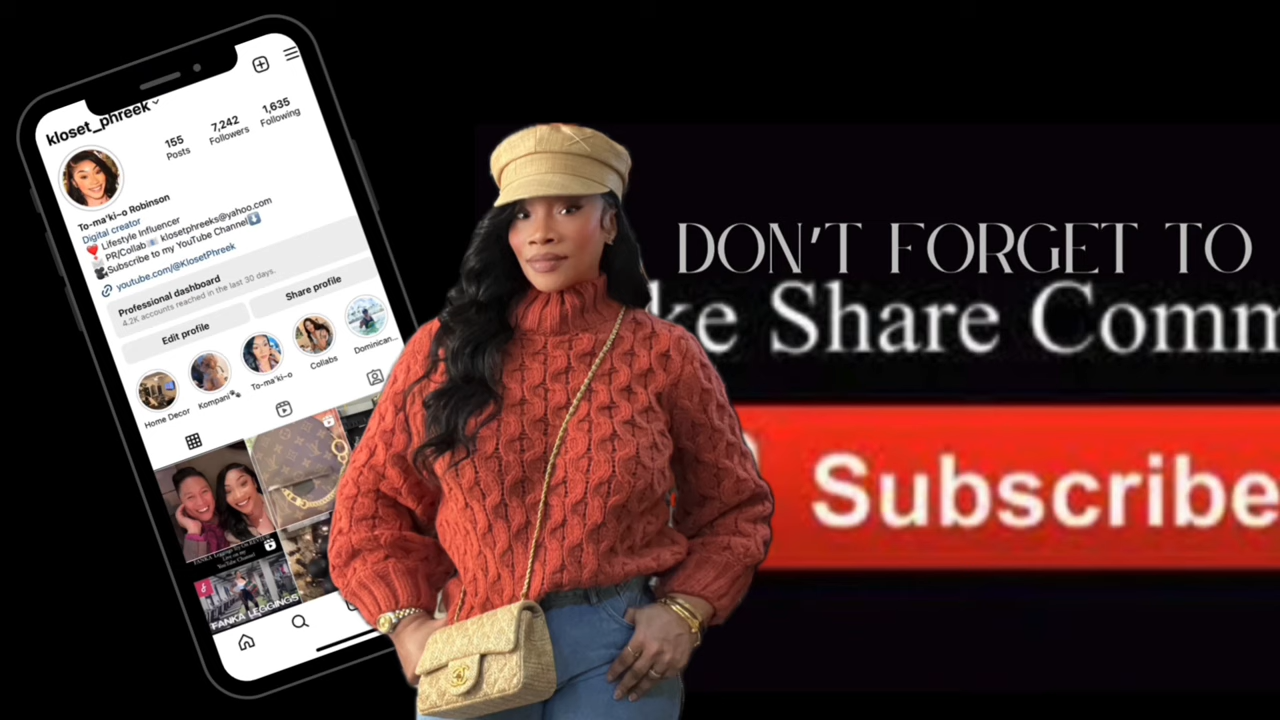 kloset_phreek
155
Posts
7,242
Followers
1,635
Following
To-ma'ki-o Robinson
Digital creator
Lifestyle Influencer
PR/Collab klosetphreeks@yahoo.com
Subscribe to my YouTube Channel
youtube.com/@KlosetPhreek
Professional dashboard
4.2K accounts reached in the last 30 days.
Edit profile
Share profile
Home Decor
Kompani
To-ma'ki-o
Collabs
Dominican...
YouTube Channel
FANKA LEGGINGS
DON'T FORGET TO
ke Share Comm
Subscribe